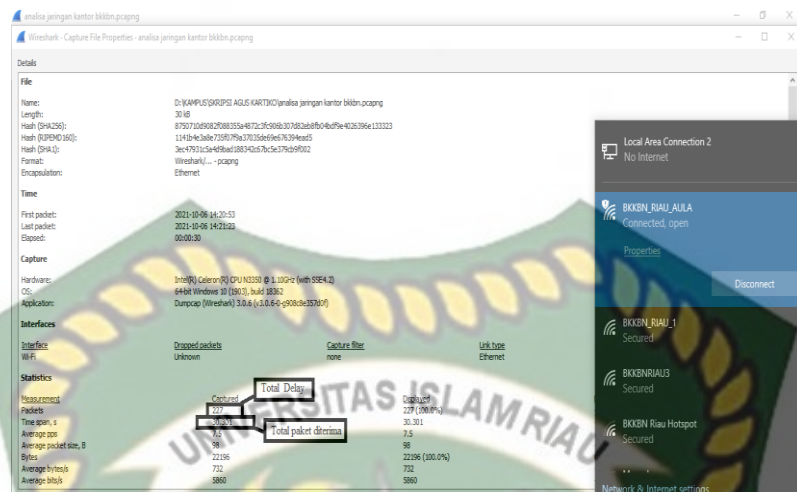 analisa jaringan kantor bkkbn.pcapng
Wireshark - Capture File Properties - analisa jaringan kantor bkkbn.pcapng
Details
File
Name: D:\KAMPUS\SKRIPSI AGUS KARTIKO\analisa jaringan kantor bkkbn.pcapng
Length: 30 kB
Hash (SHA256):
Hash (RIPEMD160):
Hash (SHA1):
Format: Wireshark/... - pcapng
Encapsulation: Ethernet
Time
First packet: 2021-10-06 14:20:53
Last packet: 2021-10-06 14:21:23
Elapsed: 00:00:30
Capture
Hardware: Intel(R) Celeron(R) CPU N3350 @ 1.10GHz (with SSE4.2)
OS: 64-bit Windows 10 (1903), build 18362
Application: Dumpcap (Wireshark) 3.0.6 (v3.0.6-0-g908c8e357d0f)
Interfaces
Interface Dropped packets Capture filter Link type
Wi-Fi Unknown none Ethernet
Statistics
Measurement Captured Displayed
Packets 227 227 (100.0%)
Time span, s 30.301 30.301
Average pps 7.5 7.5
Average packet size, B 98 98
Bytes 22196 22196 (100.0%)
Average bytes/s 732 732
Average bits/s 5860 5860
Total Delay
Total paket diterima
UNIVERSITAS ISLAM RIAU
Local Area Connection 2
No Internet
BKKBN_RIAU_AULA
Connected, open
Properties
Disconnect
BKKBN_RIAU_1
Secured
BKKBNRIAU3
Secured
BKKBN Riau Hotspot
Secured
Network & Internet settings